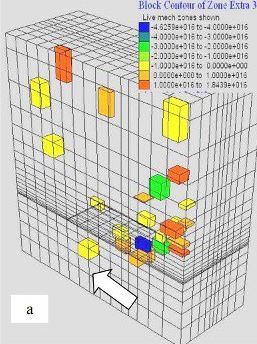 Block Contour of Zone Extra 3
Live mech zones shown
-4.6259e+016 to -4.0000e+016
-4.0000e+016 to -3.0000e+016
-3.0000e+016 to -2.0000e+016
-2.0000e+016 to -1.0000e+016
-1.0000e+016 to 0.0000e+000
0.0000e+000 to 1.0000e+016
1.0000e+016 to 1.8439e+016
a